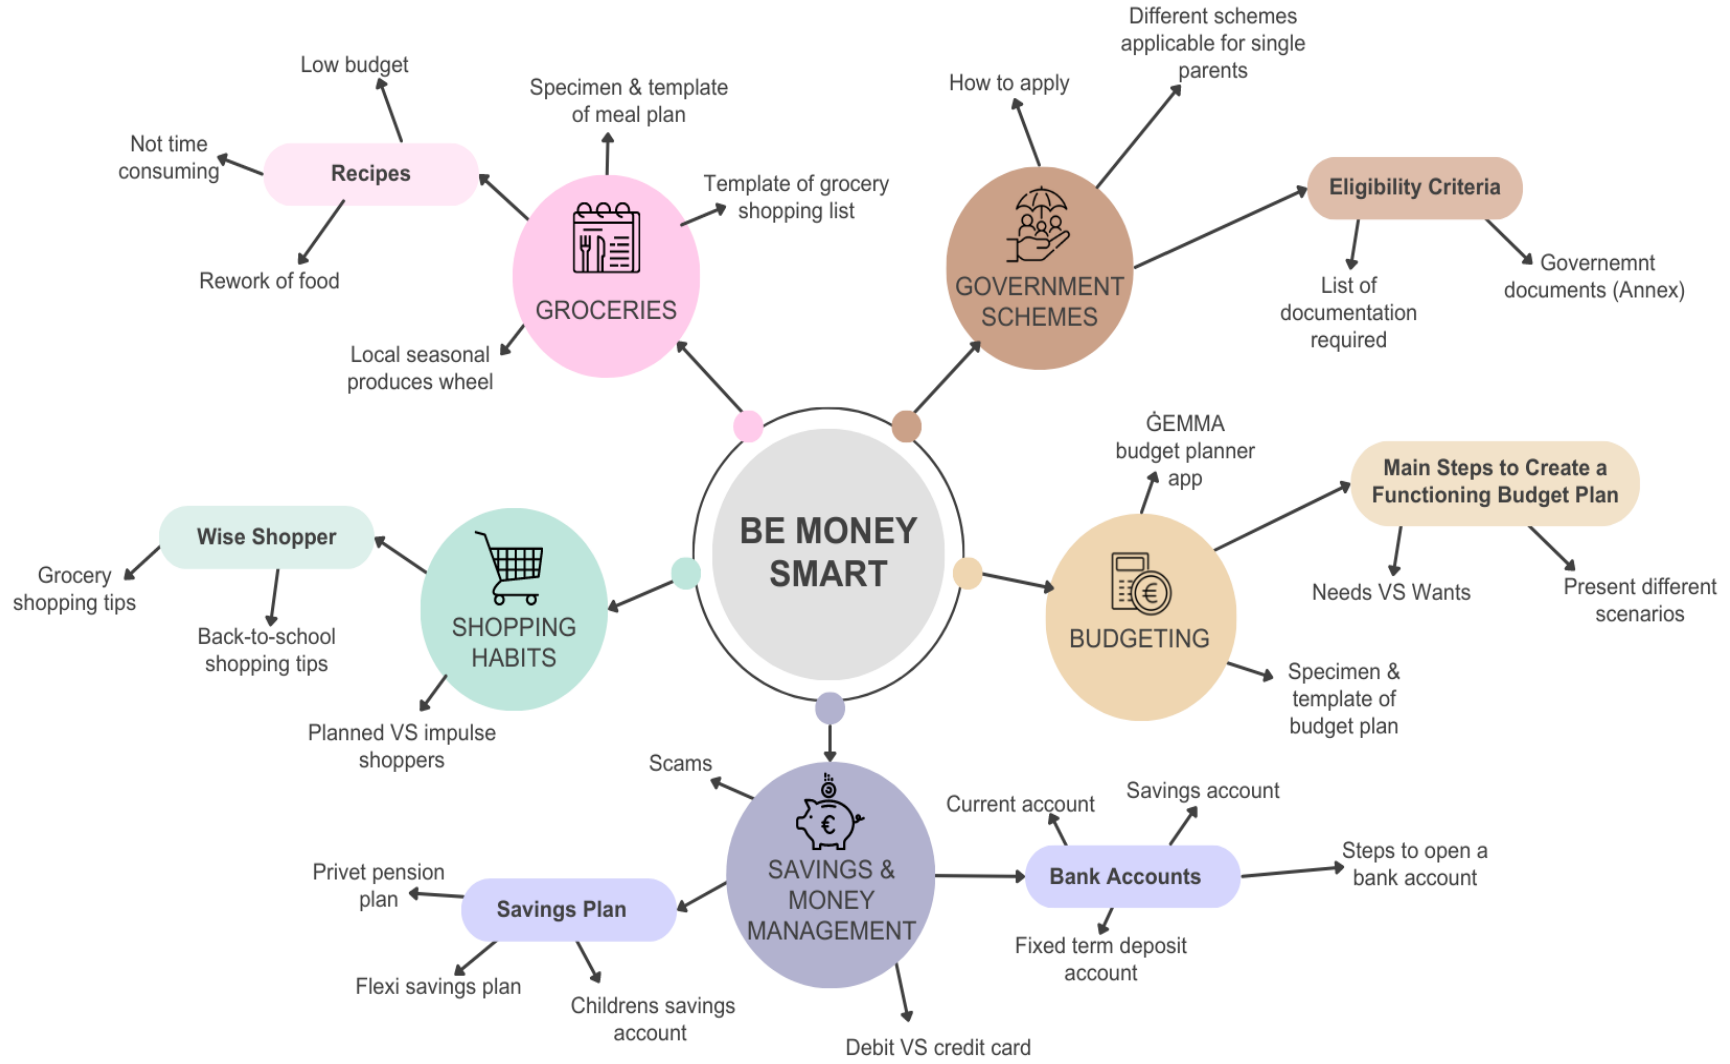 BE MONEY
SMART
GROCERIES
Recipes
Low budget
Not time
consuming
Rework of food
Specimen & template
of meal plan
Template of grocery
shopping list
Local seasonal
produces wheel
GOVERNMENT
SCHEMES
How to apply
Different schemes
applicable for single
parents
Eligibility Criteria
List of
documentation
required
Governemnt
documents (Annex)
BUDGETING
ĠEMMA
budget planner
app
Main Steps to Create a
Functioning Budget Plan
Needs VS Wants
Present different
scenarios
Specimen &
template of
budget plan
SHOPPING
HABITS
Wise Shopper
Grocery
shopping tips
Back-to-school
shopping tips
Planned VS impulse
shoppers
SAVINGS &
MONEY
MANAGEMENT
Scams
Savings Plan
Privet pension
plan
Flexi savings plan
Childrens savings
account
Bank Accounts
Current account
Savings account
Steps to open a
bank account
Fixed term deposit
account
Debit VS credit card